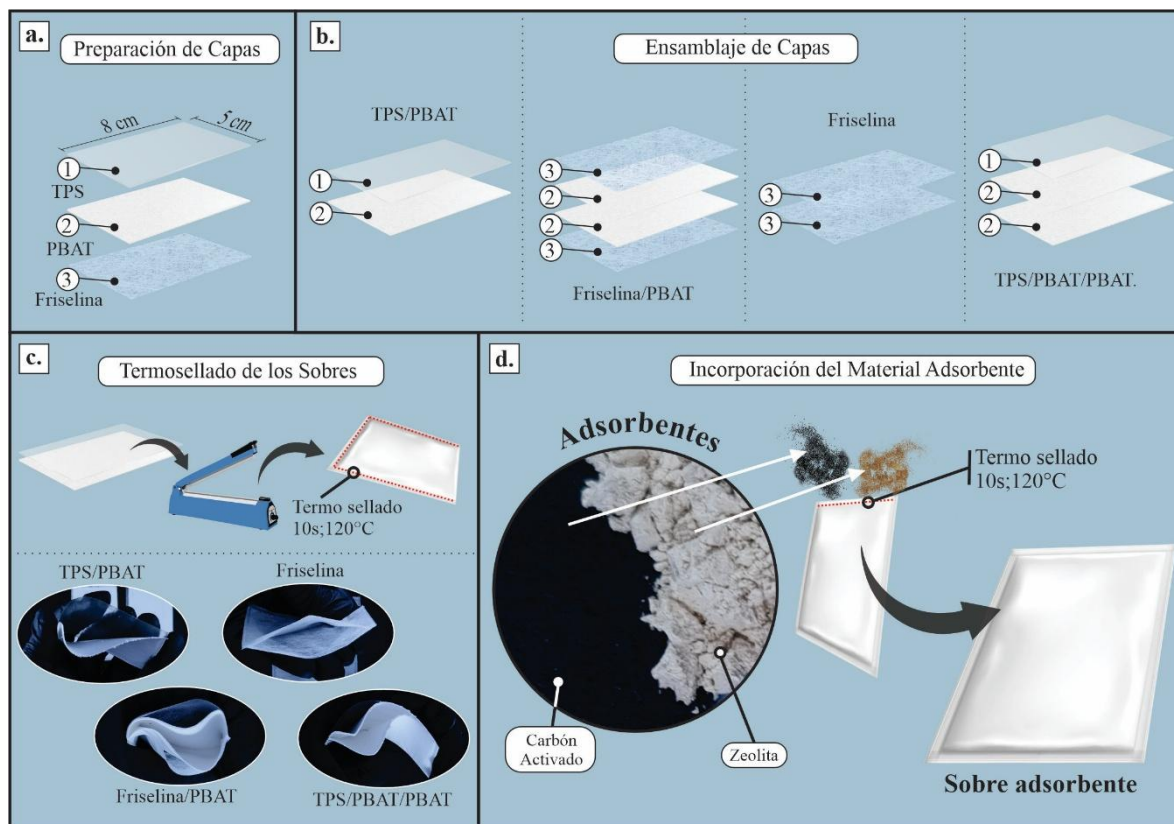 a.
Preparación de Capas
8 cm
5 cm
1
TPS
2
PBAT
3
Friselina
b.
Ensamblaje de Capas
TPS/PBAT
1
2
3
2
2
3
Friselina/PBAT
Friselina
3
3
1
2
2
TPS/PBAT/PBAT.
c.
Termosellado de los Sobres
Termo sellado
10s;120°C
TPS/PBAT
Friselina
Friselina/PBAT
TPS/PBAT/PBAT
d.
Incorporación del Material Adsorbente
Adsorbentes
Termo sellado
10s;120°C
Carbón
Activado
Zeolita
Sobre adsorbente